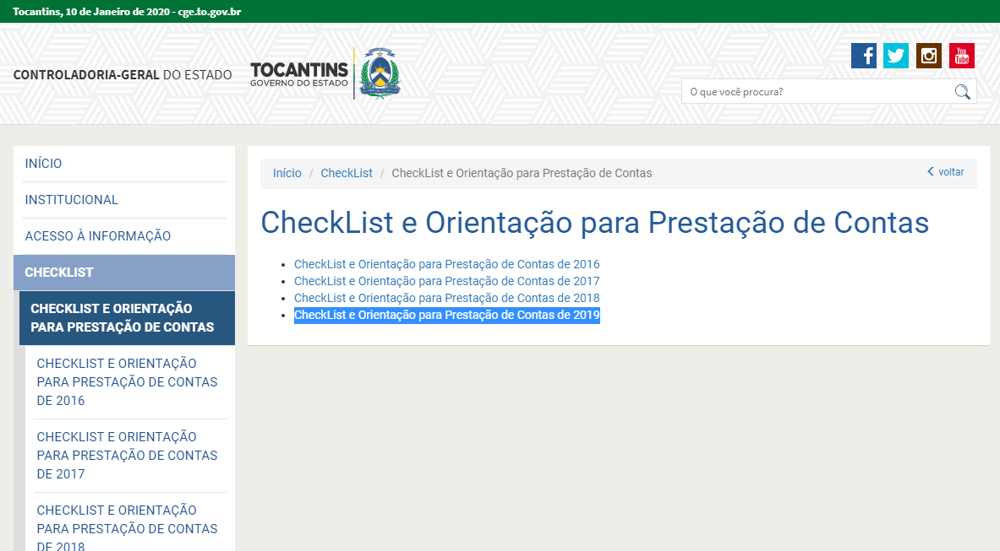 Tocantins, 10 de Janeiro de 2020 - cge.to.gov.br
CONTROLADORIA-GERAL DO ESTADO
TOCANTINS
GOVERNO DO ESTADO
You
Tube
O que você procura?
INÍCIO
INSTITUCIONAL
ACESSO À INFORMAÇÃO
CHECKLIST
CHECKLIST E ORIENTAÇÃO
PARA PRESTAÇÃO DE CONTAS
CHECKLIST E ORIENTAÇÃO
PARA PRESTAÇÃO DE CONTAS
DE 2016
CHECKLIST E ORIENTAÇÃO
PARA PRESTAÇÃO DE CONTAS
DE 2017
CHECKLIST E ORIENTAÇÃO
PARA PRESTAÇÃO DE CONTAS
DE 2018
Início / CheckList / CheckList e Orientação para Prestação de Contas
voltar
CheckList e Orientação para Prestação de Contas
CheckList e Orientação para Prestação de Contas de 2016
CheckList e Orientação para Prestação de Contas de 2017
CheckList e Orientação para Prestação de Contas de 2018
CheckList e Orientação para Prestação de Contas de 2019